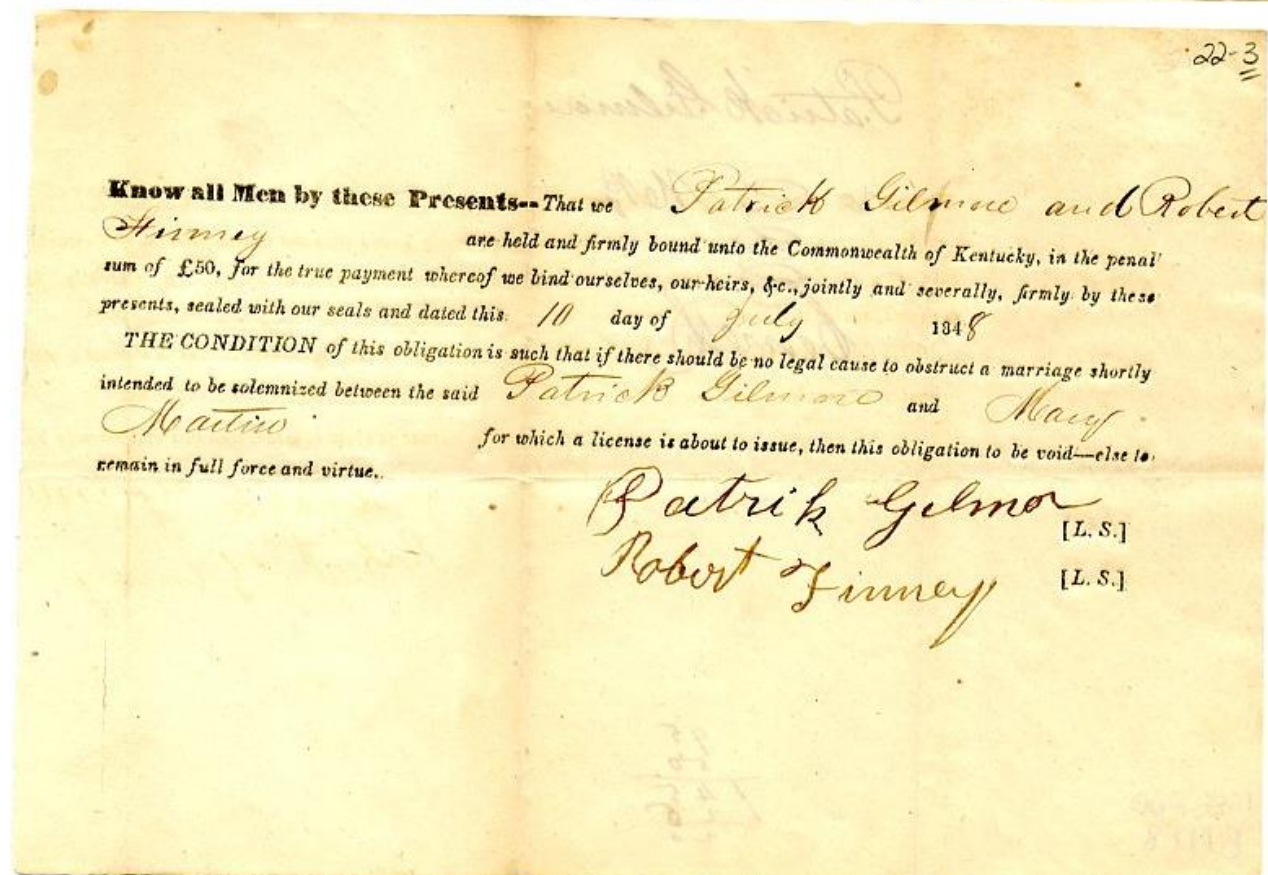 22-3
Know all Men by these Presents--That we Patrick Gilmore and Robert
Finney are held and firmly bound unto the Commonwealth of Kentucky, in the penal
sum of £50, for the true payment whereof we bind ourselves, our heirs, &c., jointly and severally, firmly by these
presents, sealed with our seals and dated this 10 day of July 1848
THE CONDITION of this obligation is such that if there should be no legal cause to obstruct a marriage shortly
intended to be solemnized between the said Patrick Gilmore and Mary
Martin for which a license is about to issue, then this obligation to be void—else to
remain in full force and virtue.
Patrik Gilmor [L. S.]
Robert Finney [L. S.]